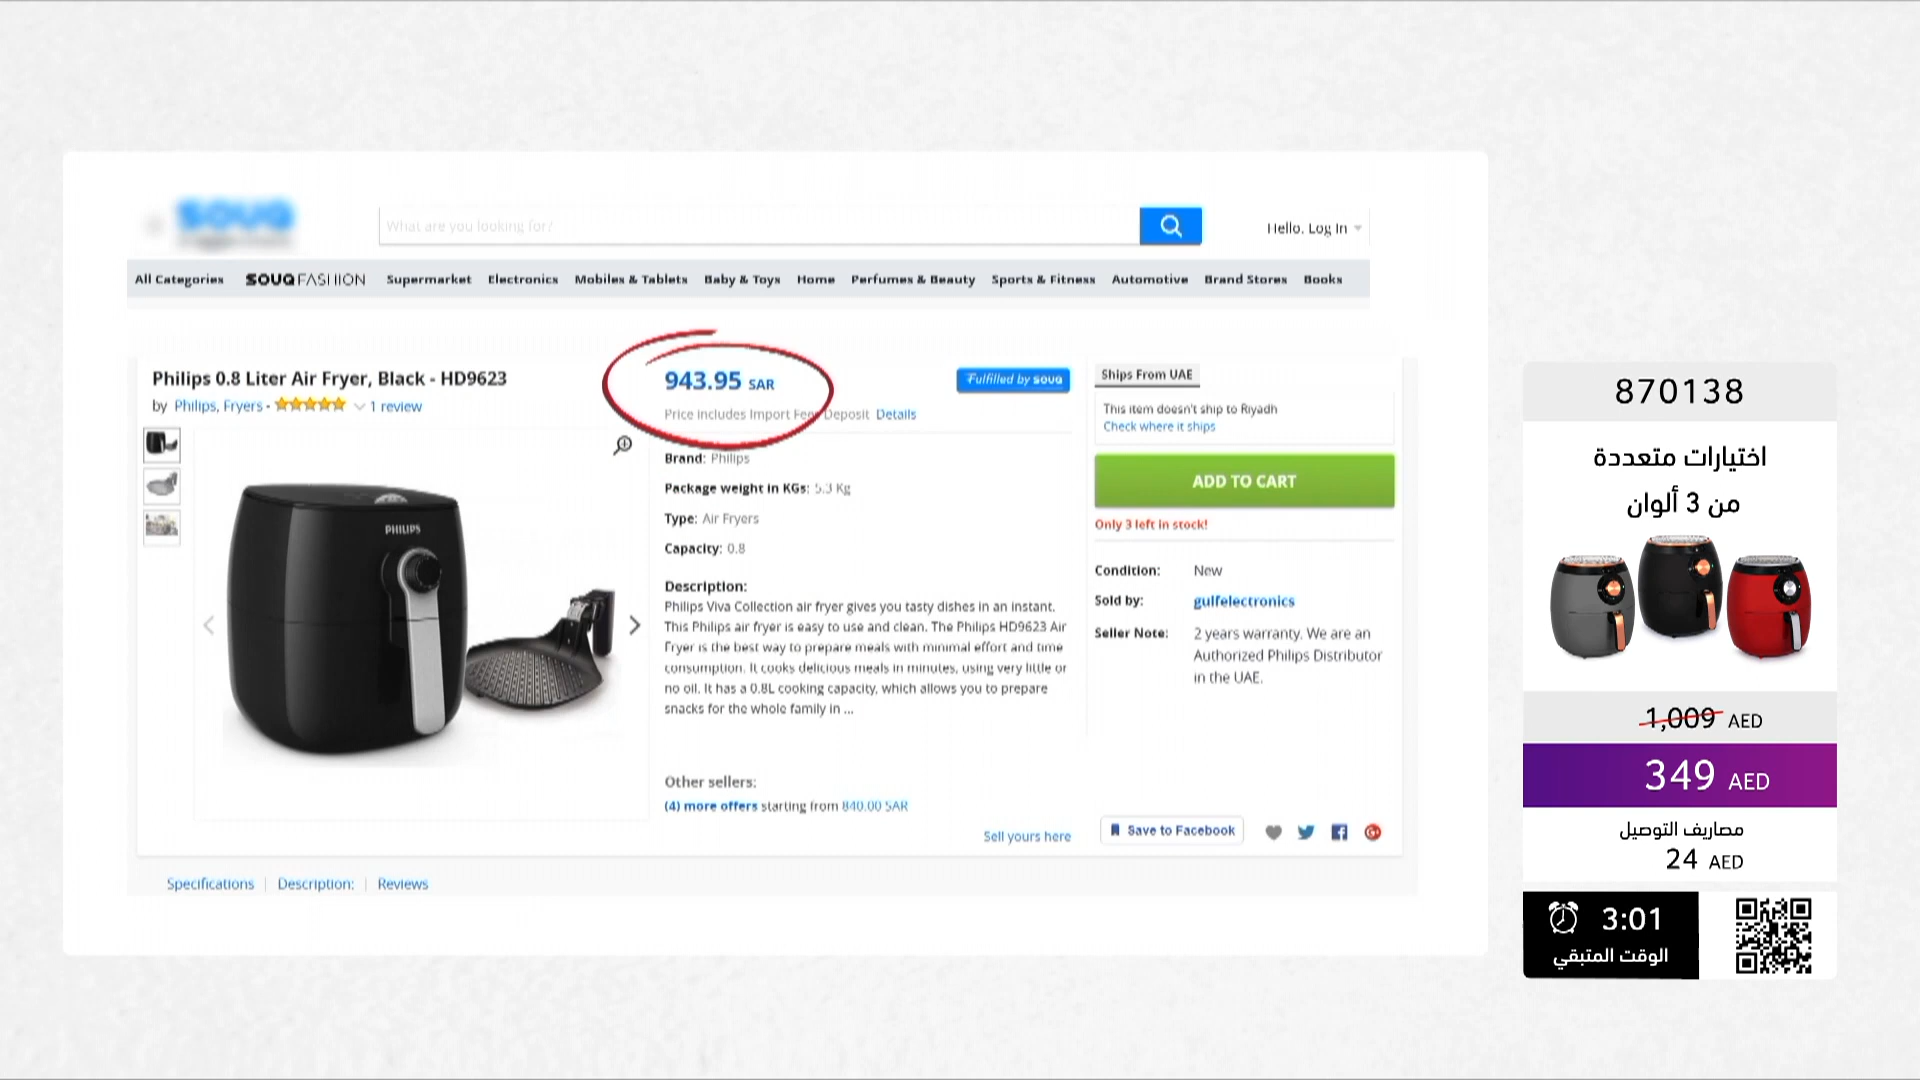 SOUQ
What are you looking for?
Hello. Log In
All Categories SOUQ FASHION Supermarket Electronics Mobiles & Tablets Baby & Toys Home Perfumes & Beauty Sports & Fitness Automotive Brand Stores Books
Philips 0.8 Liter Air Fryer, Black - HD9623
by Philips, Fryers - 1 review
PHILIPS
943.95 SAR
Fulfilled by souq
Price includes Import Fees Deposit Details
Brand: Philips
Package weight in KGs: 5.3 Kg
Type: Air Fryers
Capacity: 0.8
Description:
Philips Viva Collection air fryer gives you tasty dishes in an instant.
This Philips air fryer is easy to use and clean. The Philips HD9623 Air
Fryer is the best way to prepare meals with minimal effort and time
consumption. It cooks delicious meals in minutes, using very little or
no oil. It has a 0.8L cooking capacity, which allows you to prepare
snacks for the whole family in ...
Other sellers:
(4) more offers starting from 840.00 SAR
Sell yours here
Ships From UAE
This item doesn't ship to Riyadh
Check where it ships
ADD TO CART
Only 3 left in stock!
Condition: New
Sold by: gulfelectronics
Seller Note: 2 years warranty. We are an
Authorized Philips Distributor
in the UAE.
Save to Facebook
Specifications Description: Reviews
870138
اختيارات متعددة
من 3 ألوان
1,009 AED
349 AED
مصاريف التوصيل
24 AED
3:01
الوقت المتبقي